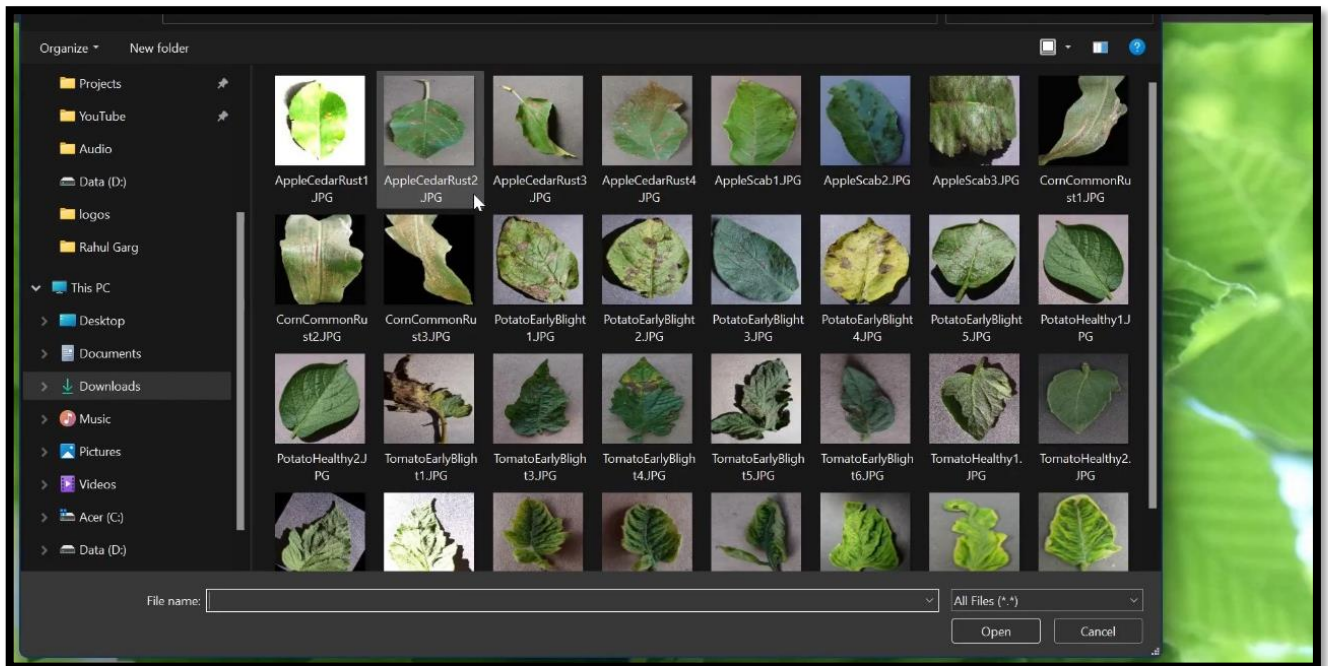 Organize
New folder
Projects
YouTube
Audio
Data (D:)
logos
Rahul Garg
This PC
Desktop
Documents
Downloads
Music
Pictures
Videos
Acer (C:)
Data (D:)
AppleCedarRust1
.JPG
AppleCedarRust2
.JPG
AppleCedarRust3
.JPG
AppleCedarRust4
.JPG
AppleScab1.JPG
AppleScab2.JPG
AppleScab3.JPG
CornCommonRu
st1.JPG
CornCommonRu
st2.JPG
CornCommonRu
st3.JPG
PotatoEarlyBlight
1.JPG
PotatoEarlyBlight
2.JPG
PotatoEarlyBlight
3.JPG
PotatoEarlyBlight
4.JPG
PotatoEarlyBlight
5.JPG
PotatoHealthy1.J
PG
PotatoHealthy2.J
PG
TomatoEarlyBligh
t1.JPG
TomatoEarlyBligh
t3.JPG
TomatoEarlyBligh
t4.JPG
TomatoEarlyBligh
t5.JPG
TomatoEarlyBligh
t6.JPG
TomatoHealthy1.
JPG
TomatoHealthy2.
JPG
File name:
All Files (*.*)
Open
Cancel